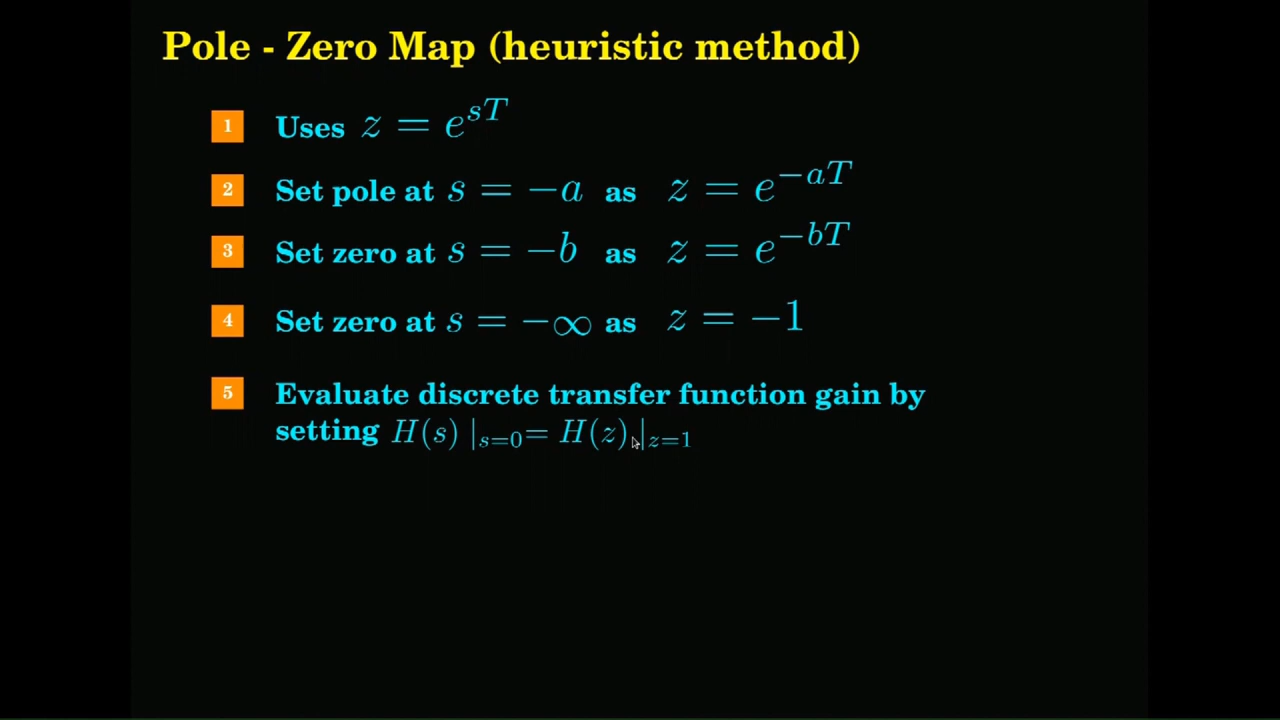 Pole - Zero Map (heuristic method)
1 Uses z = e^{sT}
2 Set pole at s = −a as z = e^{−aT}
3 Set zero at s = −b as z = e^{−bT}
4 Set zero at s = −∞ as z = −1
5 Evaluate discrete transfer function gain by
setting H(s) |_{s=0} = H(z) |_{z=1}